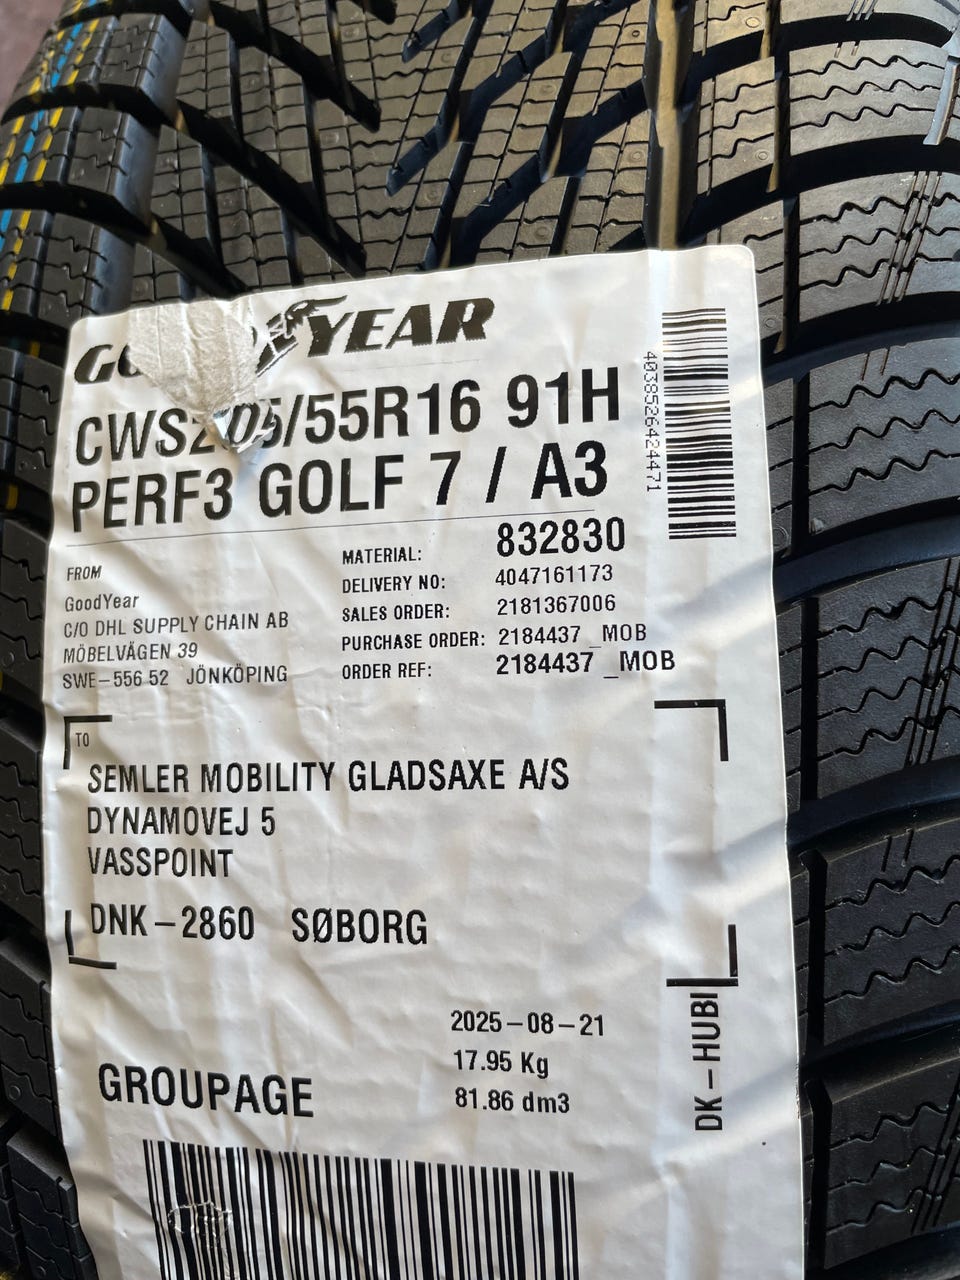 GOODYEAR
CWS205/55R16 91H
PERF3 GOLF 7 / A3
4038526424471
FROM
GoodYear
C/O DHL SUPPLY CHAIN AB
MÖBELVÄGEN 39
SWE-556 52 JÖNKÖPING
MATERIAL: 832830
DELIVERY NO: 4047161173
SALES ORDER: 2181367006
PURCHASE ORDER: 2184437 _MOB
ORDER REF: 2184437 _MOB
TO
SEMLER MOBILITY GLADSAXE A/S
DYNAMOVEJ 5
VASSPOINT
DNK-2860 SØBORG
2025-08-21
17.95 Kg
81.86 dm3
GROUPAGE
DK-HUBI